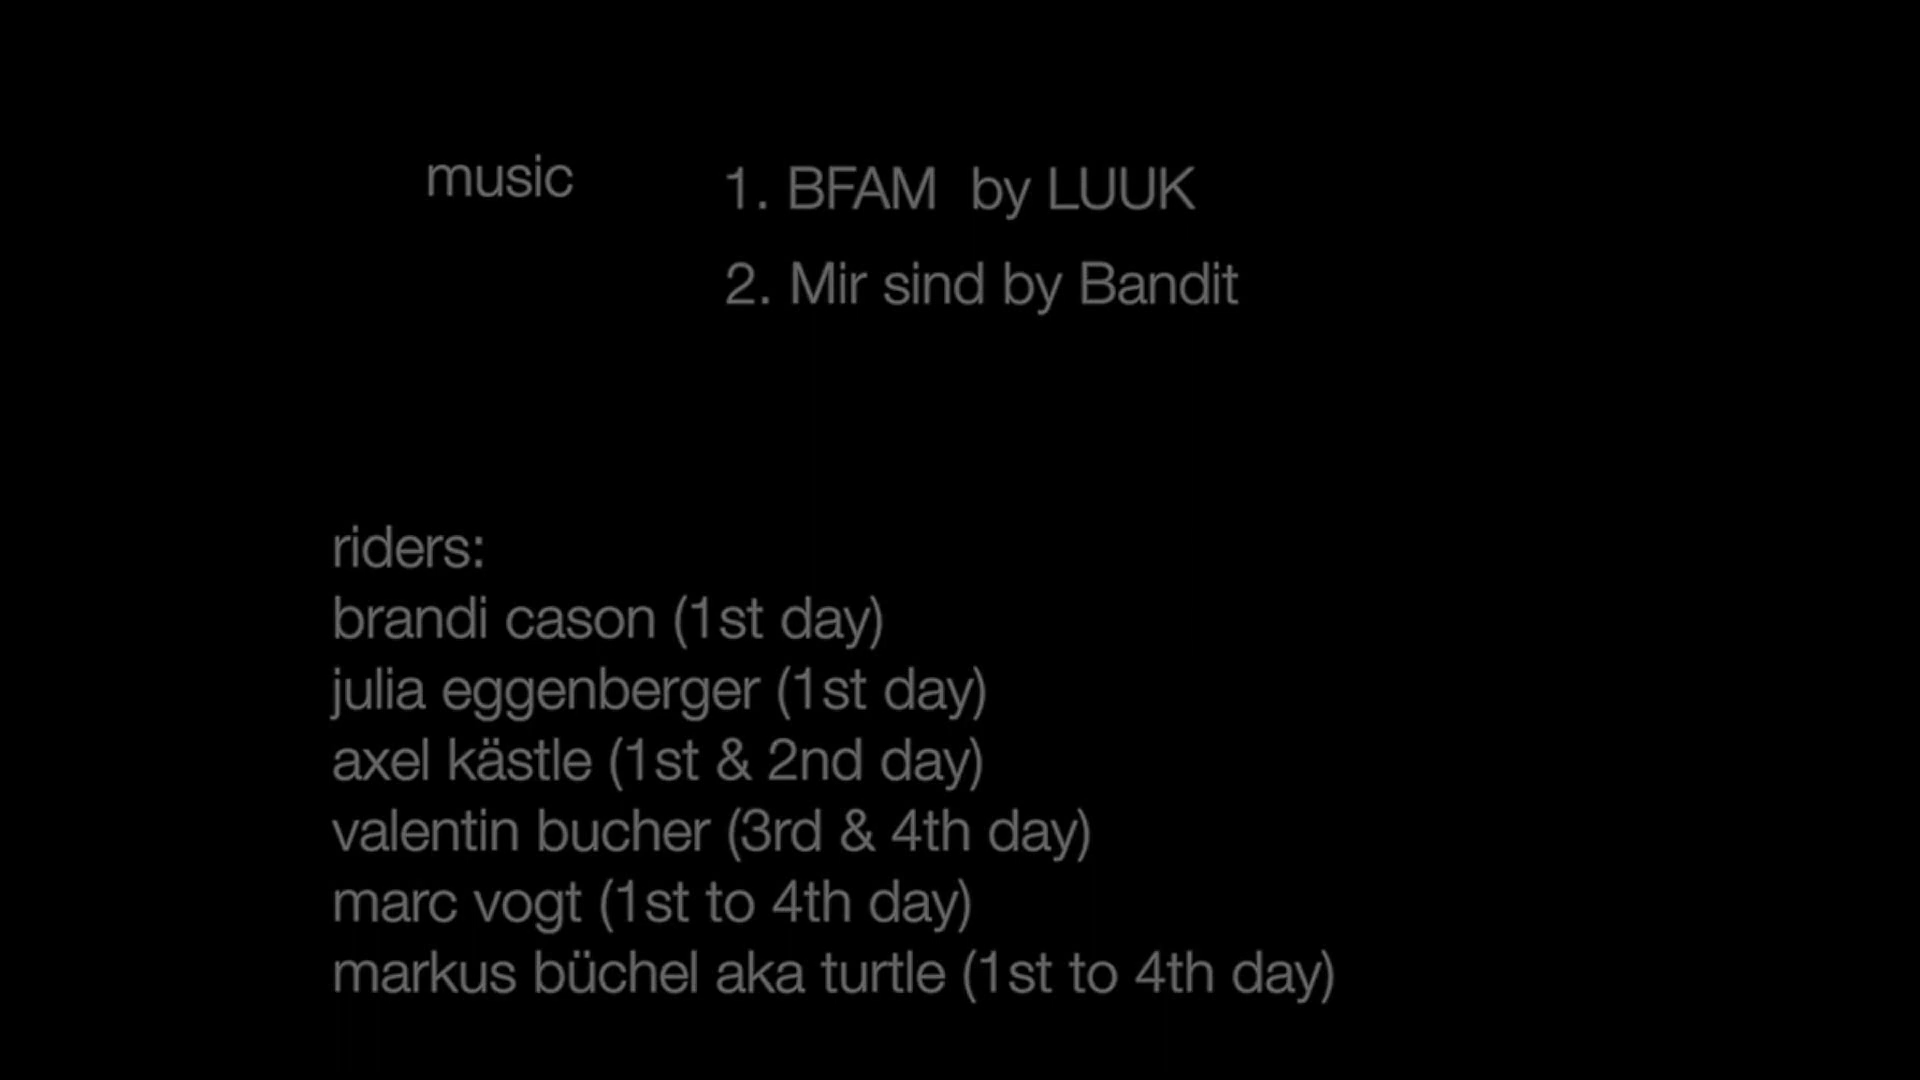 music
1. BFAM  by LUUK
2. Mir sind by Bandit
riders:
brandi cason (1st day)
julia eggenberger (1st day)
axel kästle (1st & 2nd day)
valentin bucher (3rd & 4th day)
marc vogt (1st to 4th day)
markus büchel aka turtle (1st to 4th day)